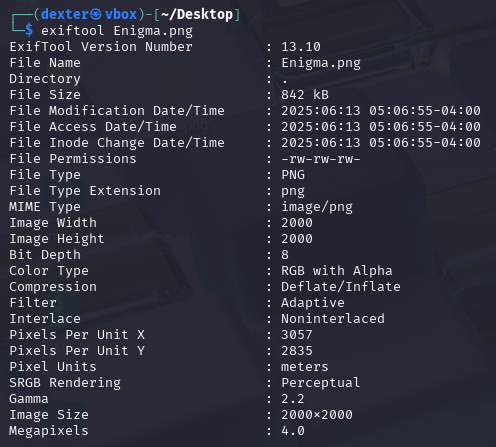 ┌──(dexter㉿vbox)-[~/Desktop]
└─$ exiftool Enigma.png
ExifTool Version Number         : 13.10
File Name                       : Enigma.png
Directory                       : .
File Size                       : 842 kB
File Modification Date/Time     : 2025:06:13 05:06:55-04:00
File Access Date/Time           : 2025:06:13 05:06:55-04:00
File Inode Change Date/Time     : 2025:06:13 05:06:55-04:00
File Permissions                : -rw-rw-rw-
File Type                       : PNG
File Type Extension             : png
MIME Type                       : image/png
Image Width                     : 2000
Image Height                    : 2000
Bit Depth                       : 8
Color Type                      : RGB with Alpha
Compression                     : Deflate/Inflate
Filter                          : Adaptive
Interlace                       : Noninterlaced
Pixels Per Unit X               : 3057
Pixels Per Unit Y               : 2835
Pixel Units                     : meters
SRGB Rendering                  : Perceptual
Gamma                           : 2.2
Image Size                      : 2000×2000
Megapixels                      : 4.0